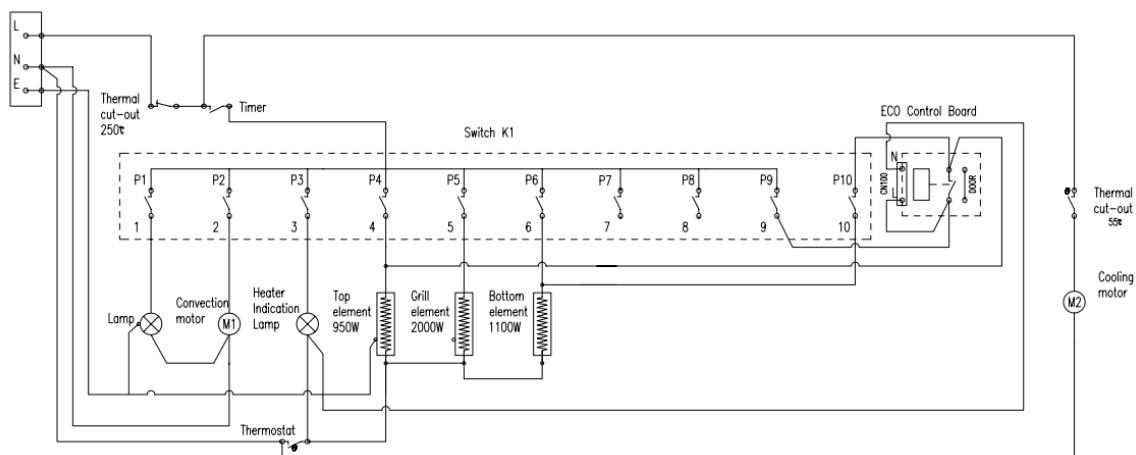 L
N
E
Thermal
cut-out
250℃
Timer
Switch K1
ECO Control Board
P1
P2
P3
P4
P5
P6
P7
P8
P9
P10
N
CN100
L
DOOR
1
2
3
4
5
6
7
8
9
10
Thermal
cut-out
55℃
Lamp
Convection
motor
M1
Heater
Indication
Lamp
Top
element
950W
Grill
element
2000W
Bottom
element
1100W
Cooling
motor
M2
Thermostat